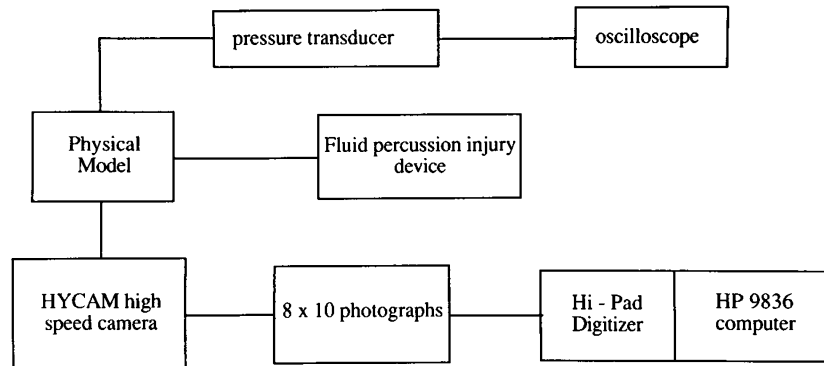 pressure transducer
oscilloscope
Physical
Model
Fluid percussion injury
device
HYCAM high
speed camera
8 x 10 photographs
Hi - Pad
Digitizer
HP 9836
computer